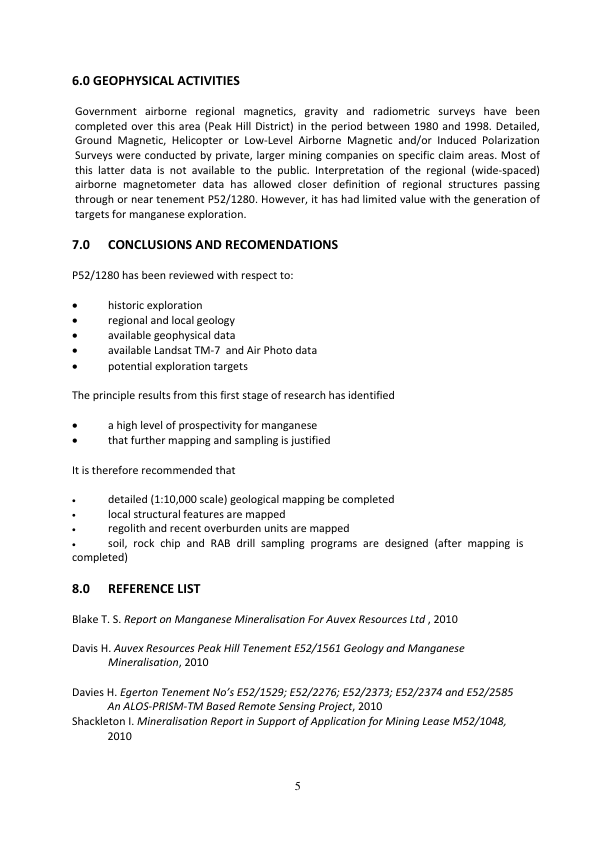 6.0 GEOPHYSICAL ACTIVITIES
Government airborne regional magnetics, gravity and radiometric surveys have been
completed over this area (Peak Hill District) in the period between 1980 and 1998. Detailed,
Ground Magnetic, Helicopter or Low-Level Airborne Magnetic and/or Induced Polarization
Surveys were conducted by private, larger mining companies on specific claim areas. Most of
this latter data is not available to the public. Interpretation of the regional (wide-spaced)
airborne magnetometer data has allowed closer definition of regional structures passing
through or near tenement P52/1280. However, it has had limited value with the generation of
targets for manganese exploration.
7.0 CONCLUSIONS AND RECOMENDATIONS
P52/1280 has been reviewed with respect to:
• historic exploration
• regional and local geology
• available geophysical data
• available Landsat TM-7 and Air Photo data
• potential exploration targets
The principle results from this first stage of research has identified
• a high level of prospectivity for manganese
• that further mapping and sampling is justified
It is therefore recommended that
• detailed (1:10,000 scale) geological mapping be completed
• local structural features are mapped
• regolith and recent overburden units are mapped
• soil, rock chip and RAB drill sampling programs are designed (after mapping is
completed)
8.0 REFERENCE LIST
Blake T. S. Report on Manganese Mineralisation For Auvex Resources Ltd , 2010
Davis H. Auvex Resources Peak Hill Tenement E52/1561 Geology and Manganese
Mineralisation, 2010
Davies H. Egerton Tenement No's E52/1529; E52/2276; E52/2373; E52/2374 and E52/2585
An ALOS-PRISM-TM Based Remote Sensing Project, 2010
Shackleton I. Mineralisation Report in Support of Application for Mining Lease M52/1048,
2010
5